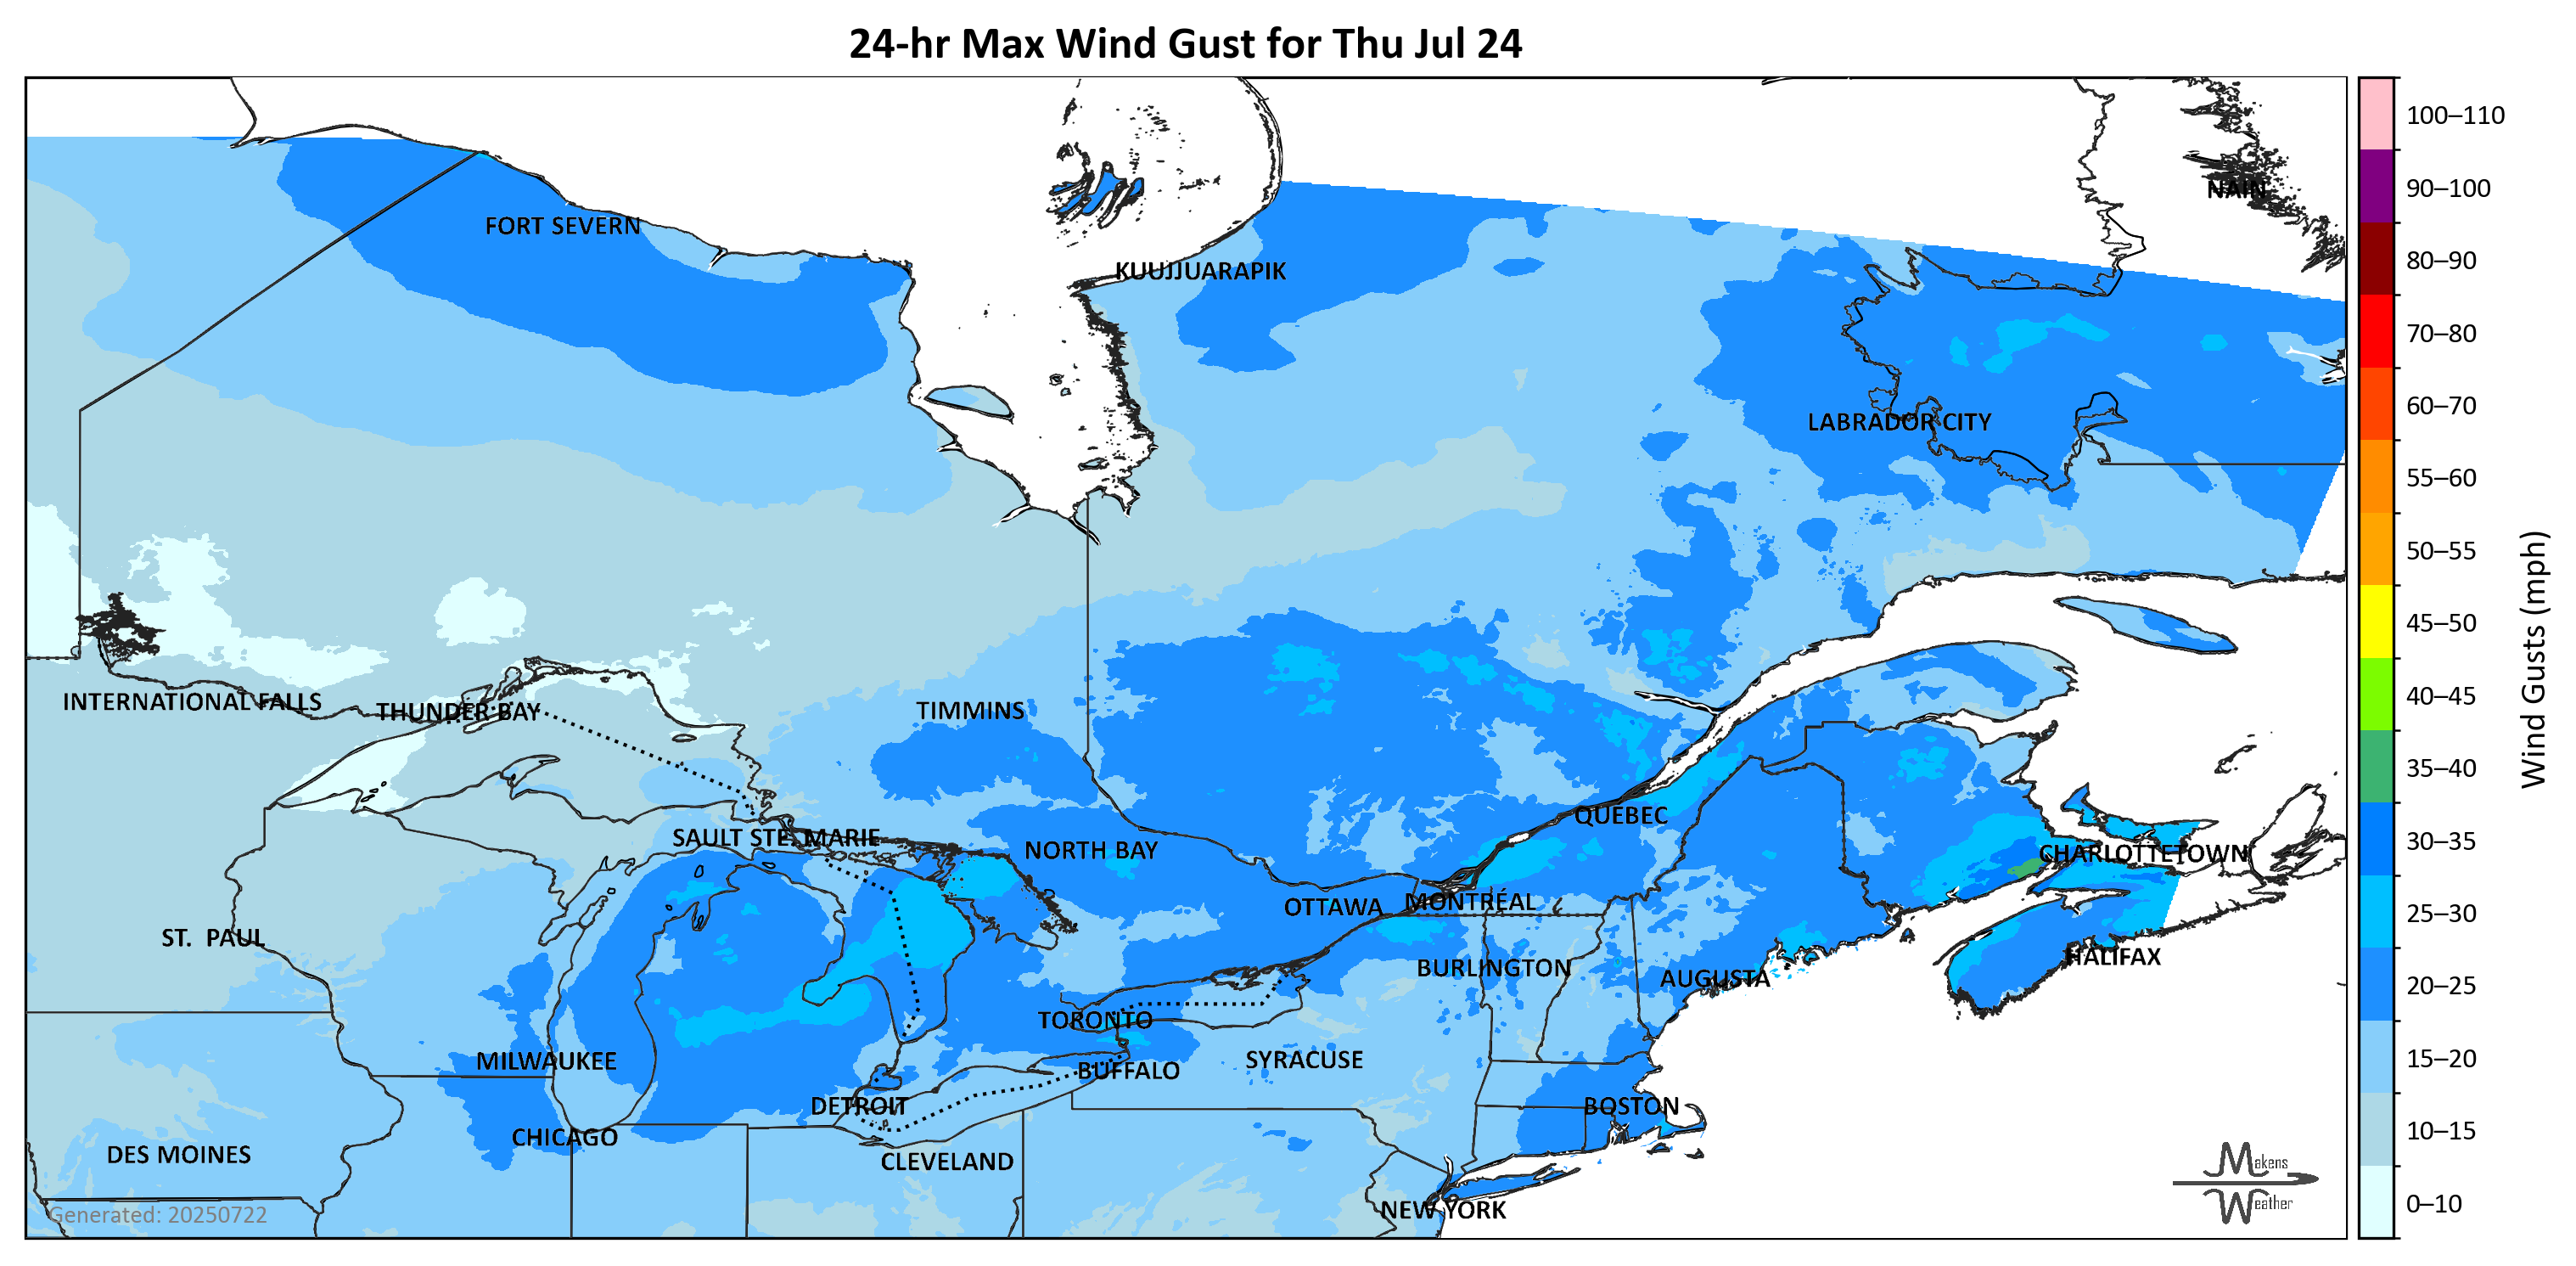 24-hr Max Wind Gust for Thu Jul 24
100–110
90–100
80–90
70–80
60–70
55–60
50–55
45–50
40–45
35–40
30–35
25–30
20–25
15–20
10–15
0–10
Wind Gusts (mph)
NAIN
FORT SEVERN
KUUJJUARAPIK
LABRADOR CITY
INTERNATIONAL FALLS
THUNDER BAY
TIMMINS
SAULT STE. MARIE
NORTH BAY
QUEBEC
CHARLOTTETOWN
OTTAWA
MONTRÉAL
ST. PAUL
BURLINGTON
AUGUSTA
HALIFAX
TORONTO
MILWAUKEE
BUFFALO
SYRACUSE
DETROIT
BOSTON
CHICAGO
DES MOINES
CLEVELAND
NEW YORK
Generated: 20250722
Makens
Weather